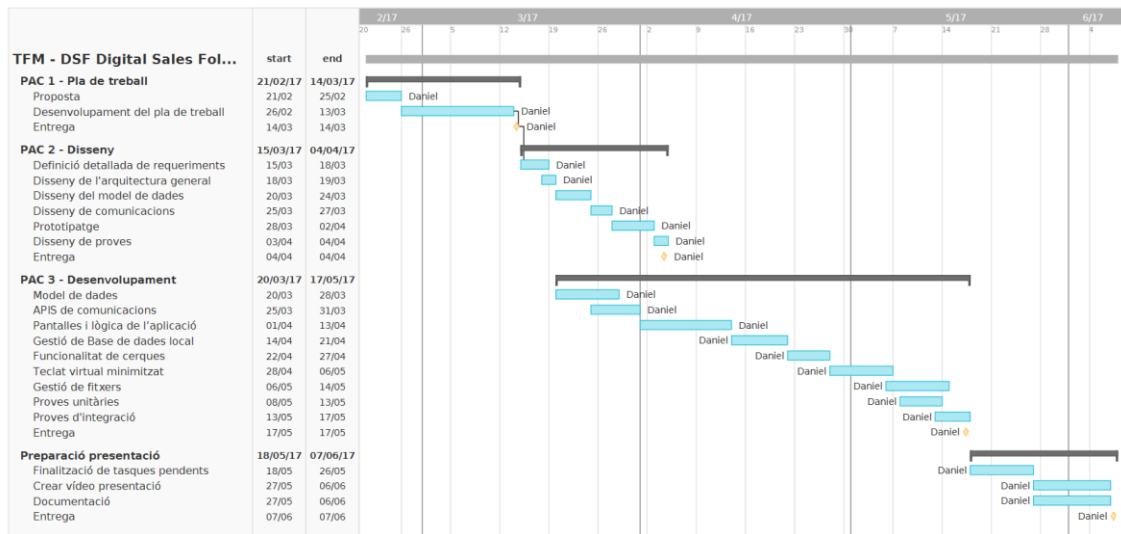 2/17 3/17 4/17 5/17 6/17
20 26 5 12 19 26 2 9 16 23 30 7 14 21 28 4
TFM - DSF Digital Sales Fol... start end
PAC 1 - Pla de treball 21/02/17 14/03/17
Proposta 21/02 25/02 Daniel
Desenvolupament del pla de treball 26/02 13/03 Daniel
Entrega 14/03 14/03 Daniel
PAC 2 - Disseny 15/03/17 04/04/17
Definició detallada de requeriments 15/03 18/03 Daniel
Disseny de l'arquitectura general 18/03 19/03 Daniel
Disseny del model de dades 20/03 24/03 Daniel
Disseny de comunicacions 25/03 27/03 Daniel
Prototipatge 28/03 02/04 Daniel
Disseny de proves 03/04 04/04 Daniel
Entrega 04/04 04/04 Daniel
PAC 3 - Desenvolupament 20/03/17 17/05/17
Model de dades 20/03 28/03 Daniel
APIS de comunicacions 25/03 31/03 Daniel
Pantalles i lògica de l'aplicació 01/04 13/04 Daniel
Gestió de Base de dades local 14/04 21/04 Daniel
Funcionalitat de cerques 22/04 27/04 Daniel
Teclat virtual minimitzat 28/04 06/05 Daniel
Gestió de fitxers 06/05 14/05 Daniel
Proves unitàries 08/05 13/05 Daniel
Proves d'integració 13/05 17/05 Daniel
Entrega 17/05 17/05 Daniel
Preparació presentació 18/05/17 07/06/17
Finalització de tasques pendents 18/05 26/05 Daniel
Crear vídeo presentació 27/05 06/06 Daniel
Documentació 27/05 06/06 Daniel
Entrega 07/06 07/06 Daniel